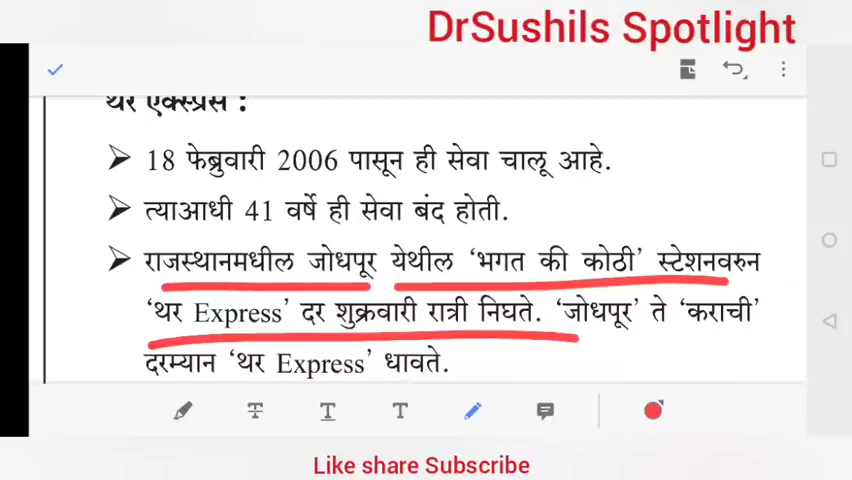 DrSushils Spotlight
थर एक्स्प्रेस :
➤ 18 फेब्रुवारी 2006 पासून ही सेवा चालू आहे.
➤ त्याआधी 41 वर्षे ही सेवा बंद होती.
➤ राजस्थानमधील जोधपूर येथील ‘भगत की कोठी’ स्टेशनवरुन
‘थर Express’ दर शुक्रवारी रात्री निघते. ‘जोधपूर’ ते ‘कराची’
दरम्यान ‘थर Express’ धावते.
Like share Subscribe